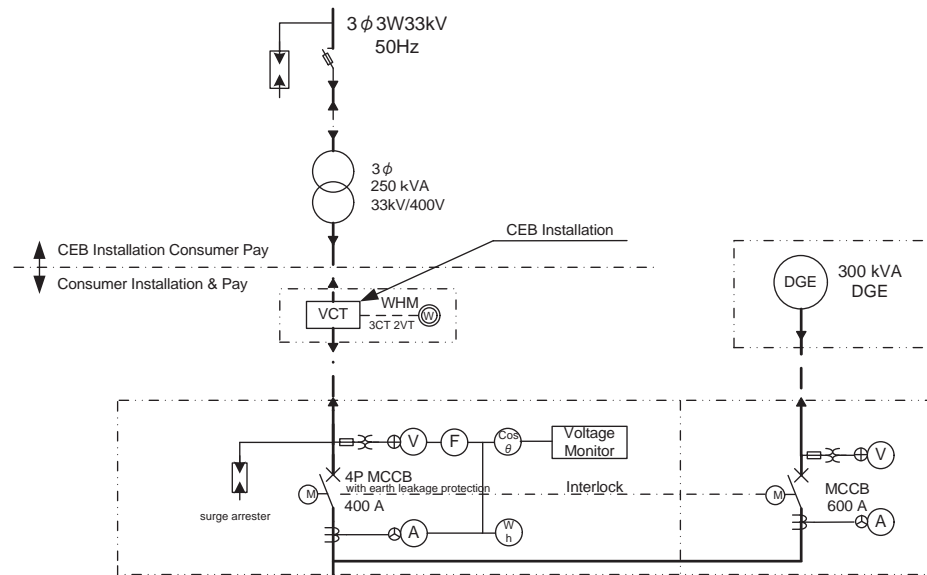 3ϕ3W33kV
50Hz
3ϕ
250 kVA
33kV/400V
CEB Installation
CEB Installation Consumer Pay
Consumer Installation & Pay
VCT
WHM
W
3CT 2VT
DGE
300 kVA
DGE
V
F
Cos
θ
Voltage
Monitor
V
4P MCCB
with earth leakage protection
400 A
M
Interlock
M
MCCB
600 A
surge arrester
A
W
h
A